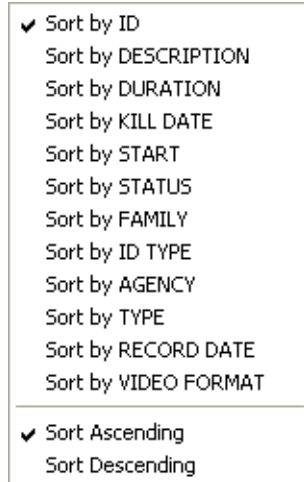 Sort by ID
Sort by DESCRIPTION
Sort by DURATION
Sort by KILL DATE
Sort by START
Sort by STATUS
Sort by FAMILY
Sort by ID TYPE
Sort by AGENCY
Sort by TYPE
Sort by RECORD DATE
Sort by VIDEO FORMAT
Sort Ascending
Sort Descending